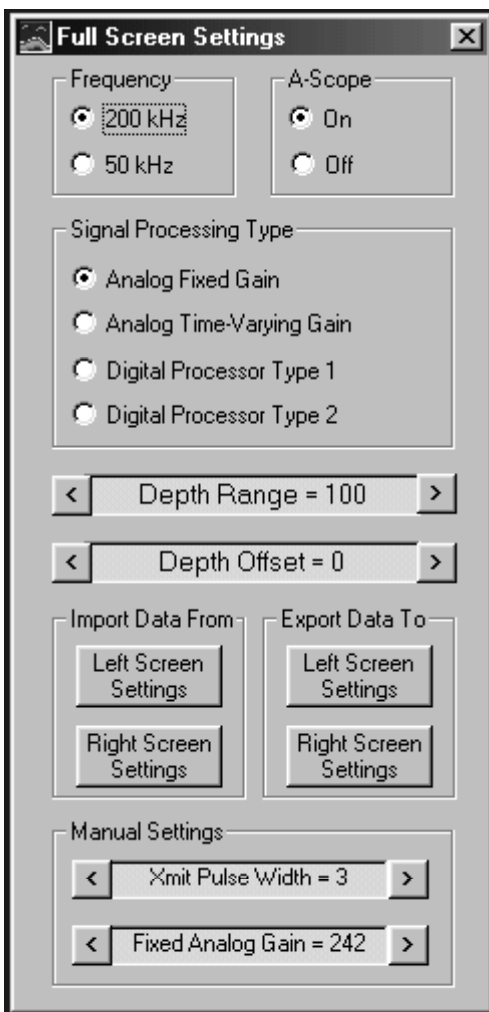 Full Screen Settings
Frequency
200 kHz
50 kHz
A-Scope
On
Off
Signal Processing Type
Analog Fixed Gain
Analog Time-Varying Gain
Digital Processor Type 1
Digital Processor Type 2
Depth Range = 100
Depth Offset = 0
Import Data From
Left Screen
Settings
Right Screen
Settings
Export Data To
Left Screen
Settings
Right Screen
Settings
Manual Settings
Xmit Pulse Width = 3
Fixed Analog Gain = 242